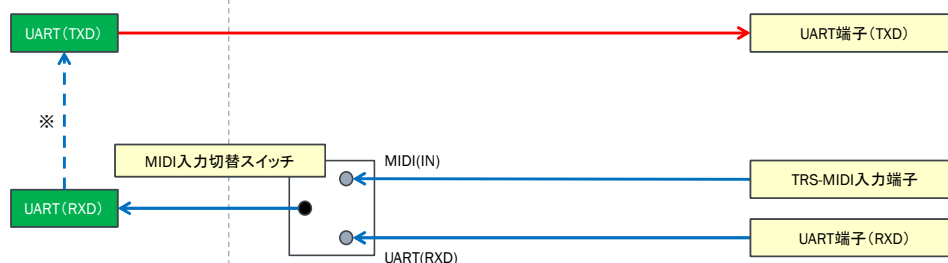 UART(TXD)
UART端子(TXD)
※
MIDI入力切替スイッチ
MIDI(IN)
TRS-MIDI入力端子
UART(RXD)
UART端子(RXD)
UART(RXD)